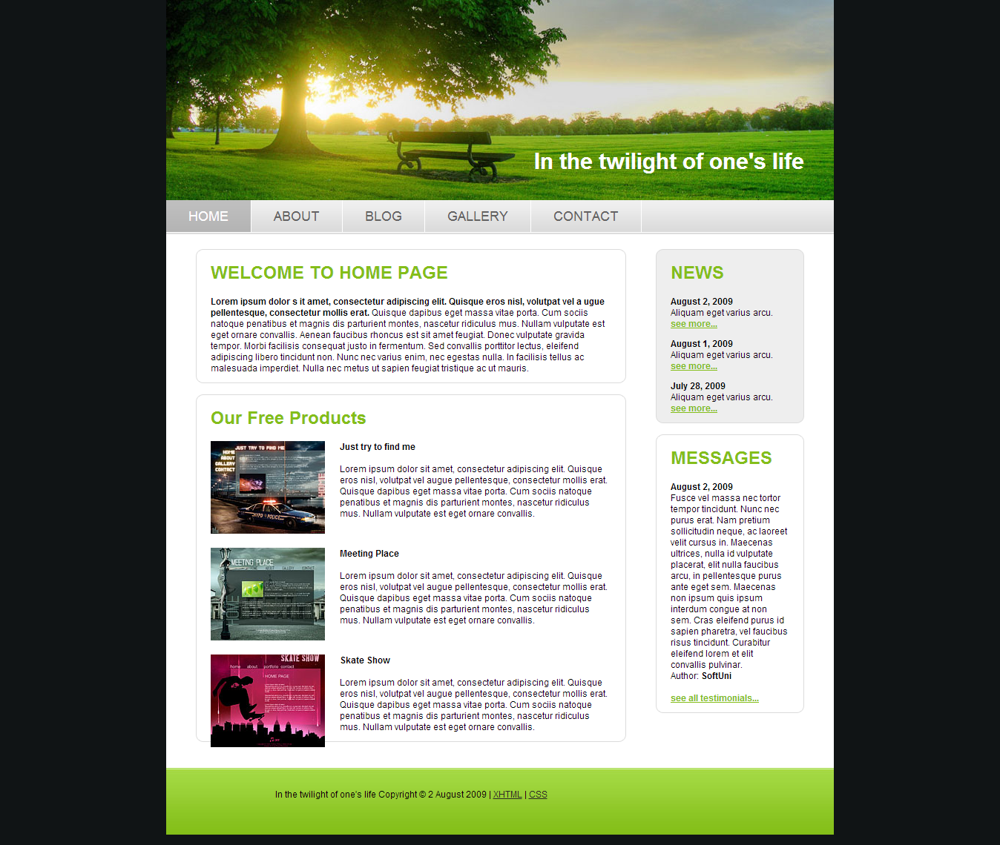 In the twilight of one's life
HOME ABOUT BLOG GALLERY CONTACT
WELCOME TO HOME PAGE
Lorem ipsum dolor s it amet, consectetur adipiscing elit. Quisque eros nisl, volutpat vel a ugue
pellentesque, consectetur mollis erat. Quisque dapibus eget massa vitae porta. Cum sociis
natoque penatibus et magnis dis parturient montes, nascetur ridiculus mus. Nullam vulputate est
eget ornare convallis. Aenean faucibus rhoncus est sit amet feugiat. Donec vulputate gravida
tempor. Morbi facilisis consequat justo in fermentum. Sed convallis porttitor lectus, eleifend
adipiscing libero tincidunt non. Nunc nec varius enim, nec egestas nulla. In facilisis tellus ac
malesuada imperdiet. Nulla nec metus ut sapien feugiat tristique ac ut mauris.
Our Free Products
JUST TRY TO FIND ME
HOME
ABOUT
GALLERY
CONTACT
NYPD POLICE
Just try to find me
Lorem ipsum dolor sit amet, consectetur adipiscing elit. Quisque
eros nisl, volutpat vel augue pellentesque, consectetur mollis erat.
Quisque dapibus eget massa vitae porta. Cum sociis natoque
penatibus et magnis dis parturient montes, nascetur ridiculus
mus. Nullam vulputate est eget ornare convallis.
MEETING PLACE
HOME ABOUT GALLERY CONTACT
HOME
Meeting Place
Lorem ipsum dolor sit amet, consectetur adipiscing elit. Quisque
eros nisl, volutpat vel augue pellentesque, consectetur mollis erat.
Quisque dapibus eget massa vitae porta. Cum sociis natoque
penatibus et magnis dis parturient montes, nascetur ridiculus
mus. Nullam vulputate est eget ornare convallis.
SKATE SHOW
home about portfolio contact
HOME PAGE
Skate Show
Lorem ipsum dolor sit amet, consectetur adipiscing elit. Quisque
eros nisl, volutpat vel augue pellentesque, consectetur mollis erat.
Quisque dapibus eget massa vitae porta. Cum sociis natoque
penatibus et magnis dis parturient montes, nascetur ridiculus
mus. Nullam vulputate est eget ornare convallis.
NEWS
August 2, 2009
Aliquam eget varius arcu.
see more...
August 1, 2009
Aliquam eget varius arcu.
see more...
July 28, 2009
Aliquam eget varius arcu.
see more...
MESSAGES
August 2, 2009
Fusce vel massa nec tortor
tempor tincidunt. Nunc nec
purus erat. Nam pretium
sollicitudin neque, ac laoreet
velit cursus in. Maecenas
ultrices, nulla id vulputate
placerat, elit nulla faucibus
arcu, in pellentesque purus
ante eget sem. Maecenas
non ipsum quis ipsum
interdum congue at non
sem. Cras eleifend purus id
sapien pharetra, vel faucibus
risus tincidunt. Curabitur
eleifend lorem et elit
convallis pulvinar.
Author: SoftUni
see all testimonials...
In the twilight of one's life Copyright © 2 August 2009 | XHTML | CSS